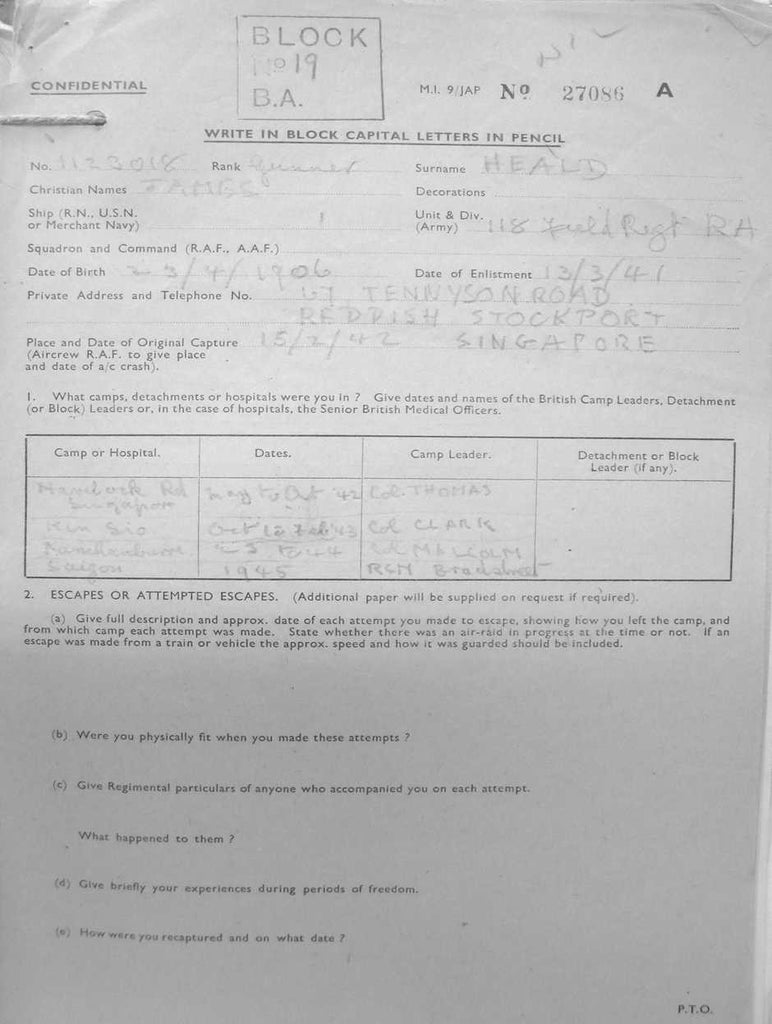 BLOCK
No 19
B.A.
CONFIDENTIAL
M.I. 9/JAP No 27086 A
WRITE IN BLOCK CAPITAL LETTERS IN PENCIL
No. 1123018 Rank Gunner Surname HEALD
Christian Names JAMES Decorations
Ship (R.N., U.S.N. or Merchant Navy)
Unit & Div. (Army) 118 Field Regt RA
Squadron and Command (R.A.F., A.A.F.)
Date of Birth 23/4/1906 Date of Enlistment 13/3/41
Private Address and Telephone No. 67 TENNYSON ROAD
REDDISH STOCKPORT
Place and Date of Original Capture 15/2/42 SINGAPORE
(Aircrew R.A.F. to give place
and date of a/c crash).
1. What camps, detachments or hospitals were you in ? Give dates and names of the British Camp Leaders, Detachment
(or Block) Leaders or, in the case of hospitals, the Senior British Medical Officers.
Camp or Hospital. Dates. Camp Leader. Detachment or Block Leader (if any).
Havelock Rd Singapore May to Oct '42 Col. THOMAS
Kin Sio Oct to Feb '43 Col CLARK
Col MALCOLM
Saigon 1945 RSM Bradstreet
2. ESCAPES OR ATTEMPTED ESCAPES. (Additional paper will be supplied on request if required).
(a) Give full description and approx. date of each attempt you made to escape, showing how you left the camp, and
from which camp each attempt was made. State whether there was an air-raid in progress at the time or not. If an
escape was made from a train or vehicle the approx. speed and how it was guarded should be included.
(b) Were you physically fit when you made these attempts ?
(c) Give Regimental particulars of anyone who accompanied you on each attempt.
What happened to them ?
(d) Give briefly your experiences during periods of freedom.
(e) How were you recaptured and on what date ?
P.T.O.